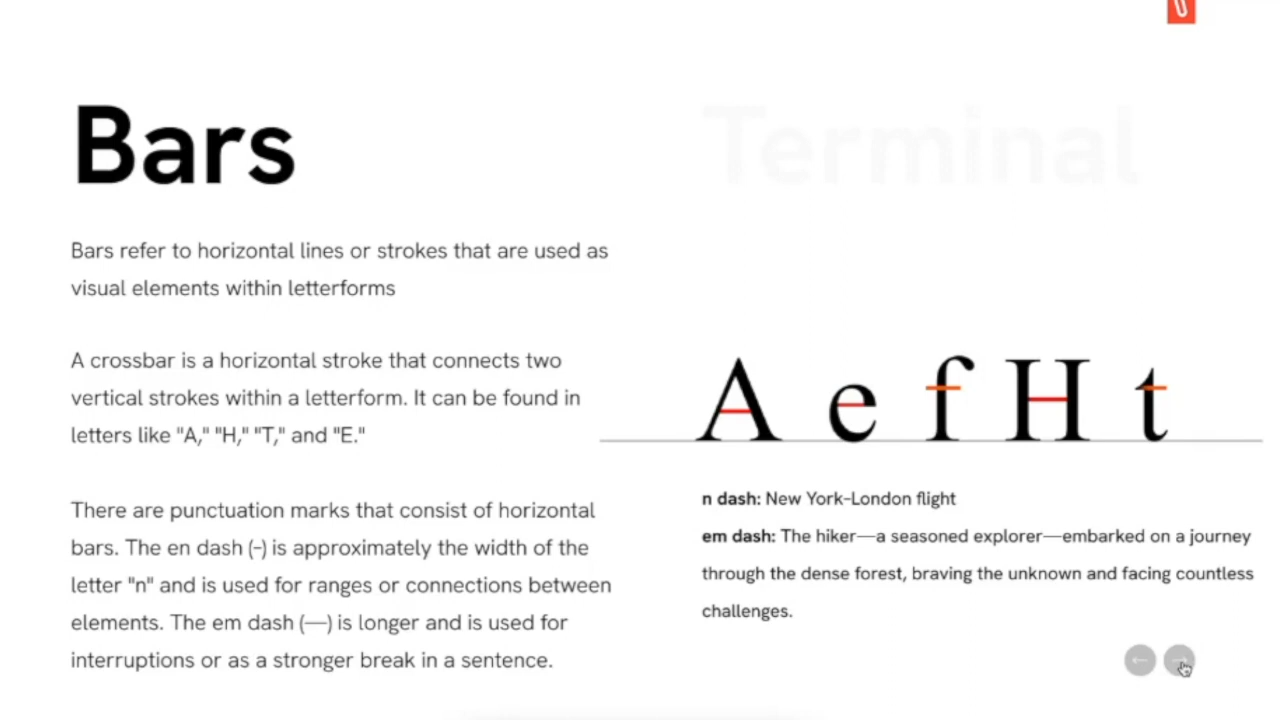 Bars
Terminal
Bars refer to horizontal lines or strokes that are used as
visual elements within letterforms
A crossbar is a horizontal stroke that connects two
vertical strokes within a letterform. It can be found in
letters like "A," "H," "T," and "E."
There are punctuation marks that consist of horizontal
bars. The en dash (–) is approximately the width of the
letter "n" and is used for ranges or connections between
elements. The em dash (—) is longer and is used for
interruptions or as a stronger break in a sentence.
A e f H t
n dash: New York–London flight
em dash: The hiker—a seasoned explorer—embarked on a journey
through the dense forest, braving the unknown and facing countless
challenges.